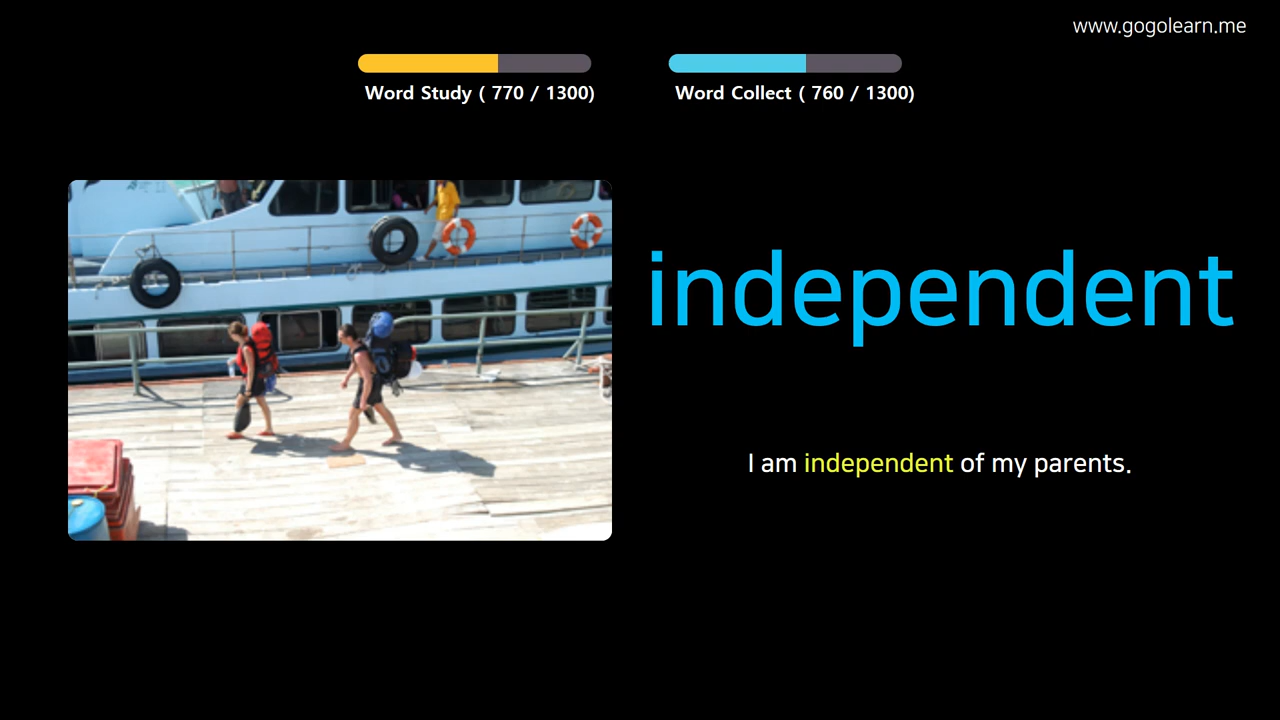 www.gogolearn.me
Word Study ( 770 / 1300)
Word Collect ( 760 / 1300)
independent
I am independent of my parents.